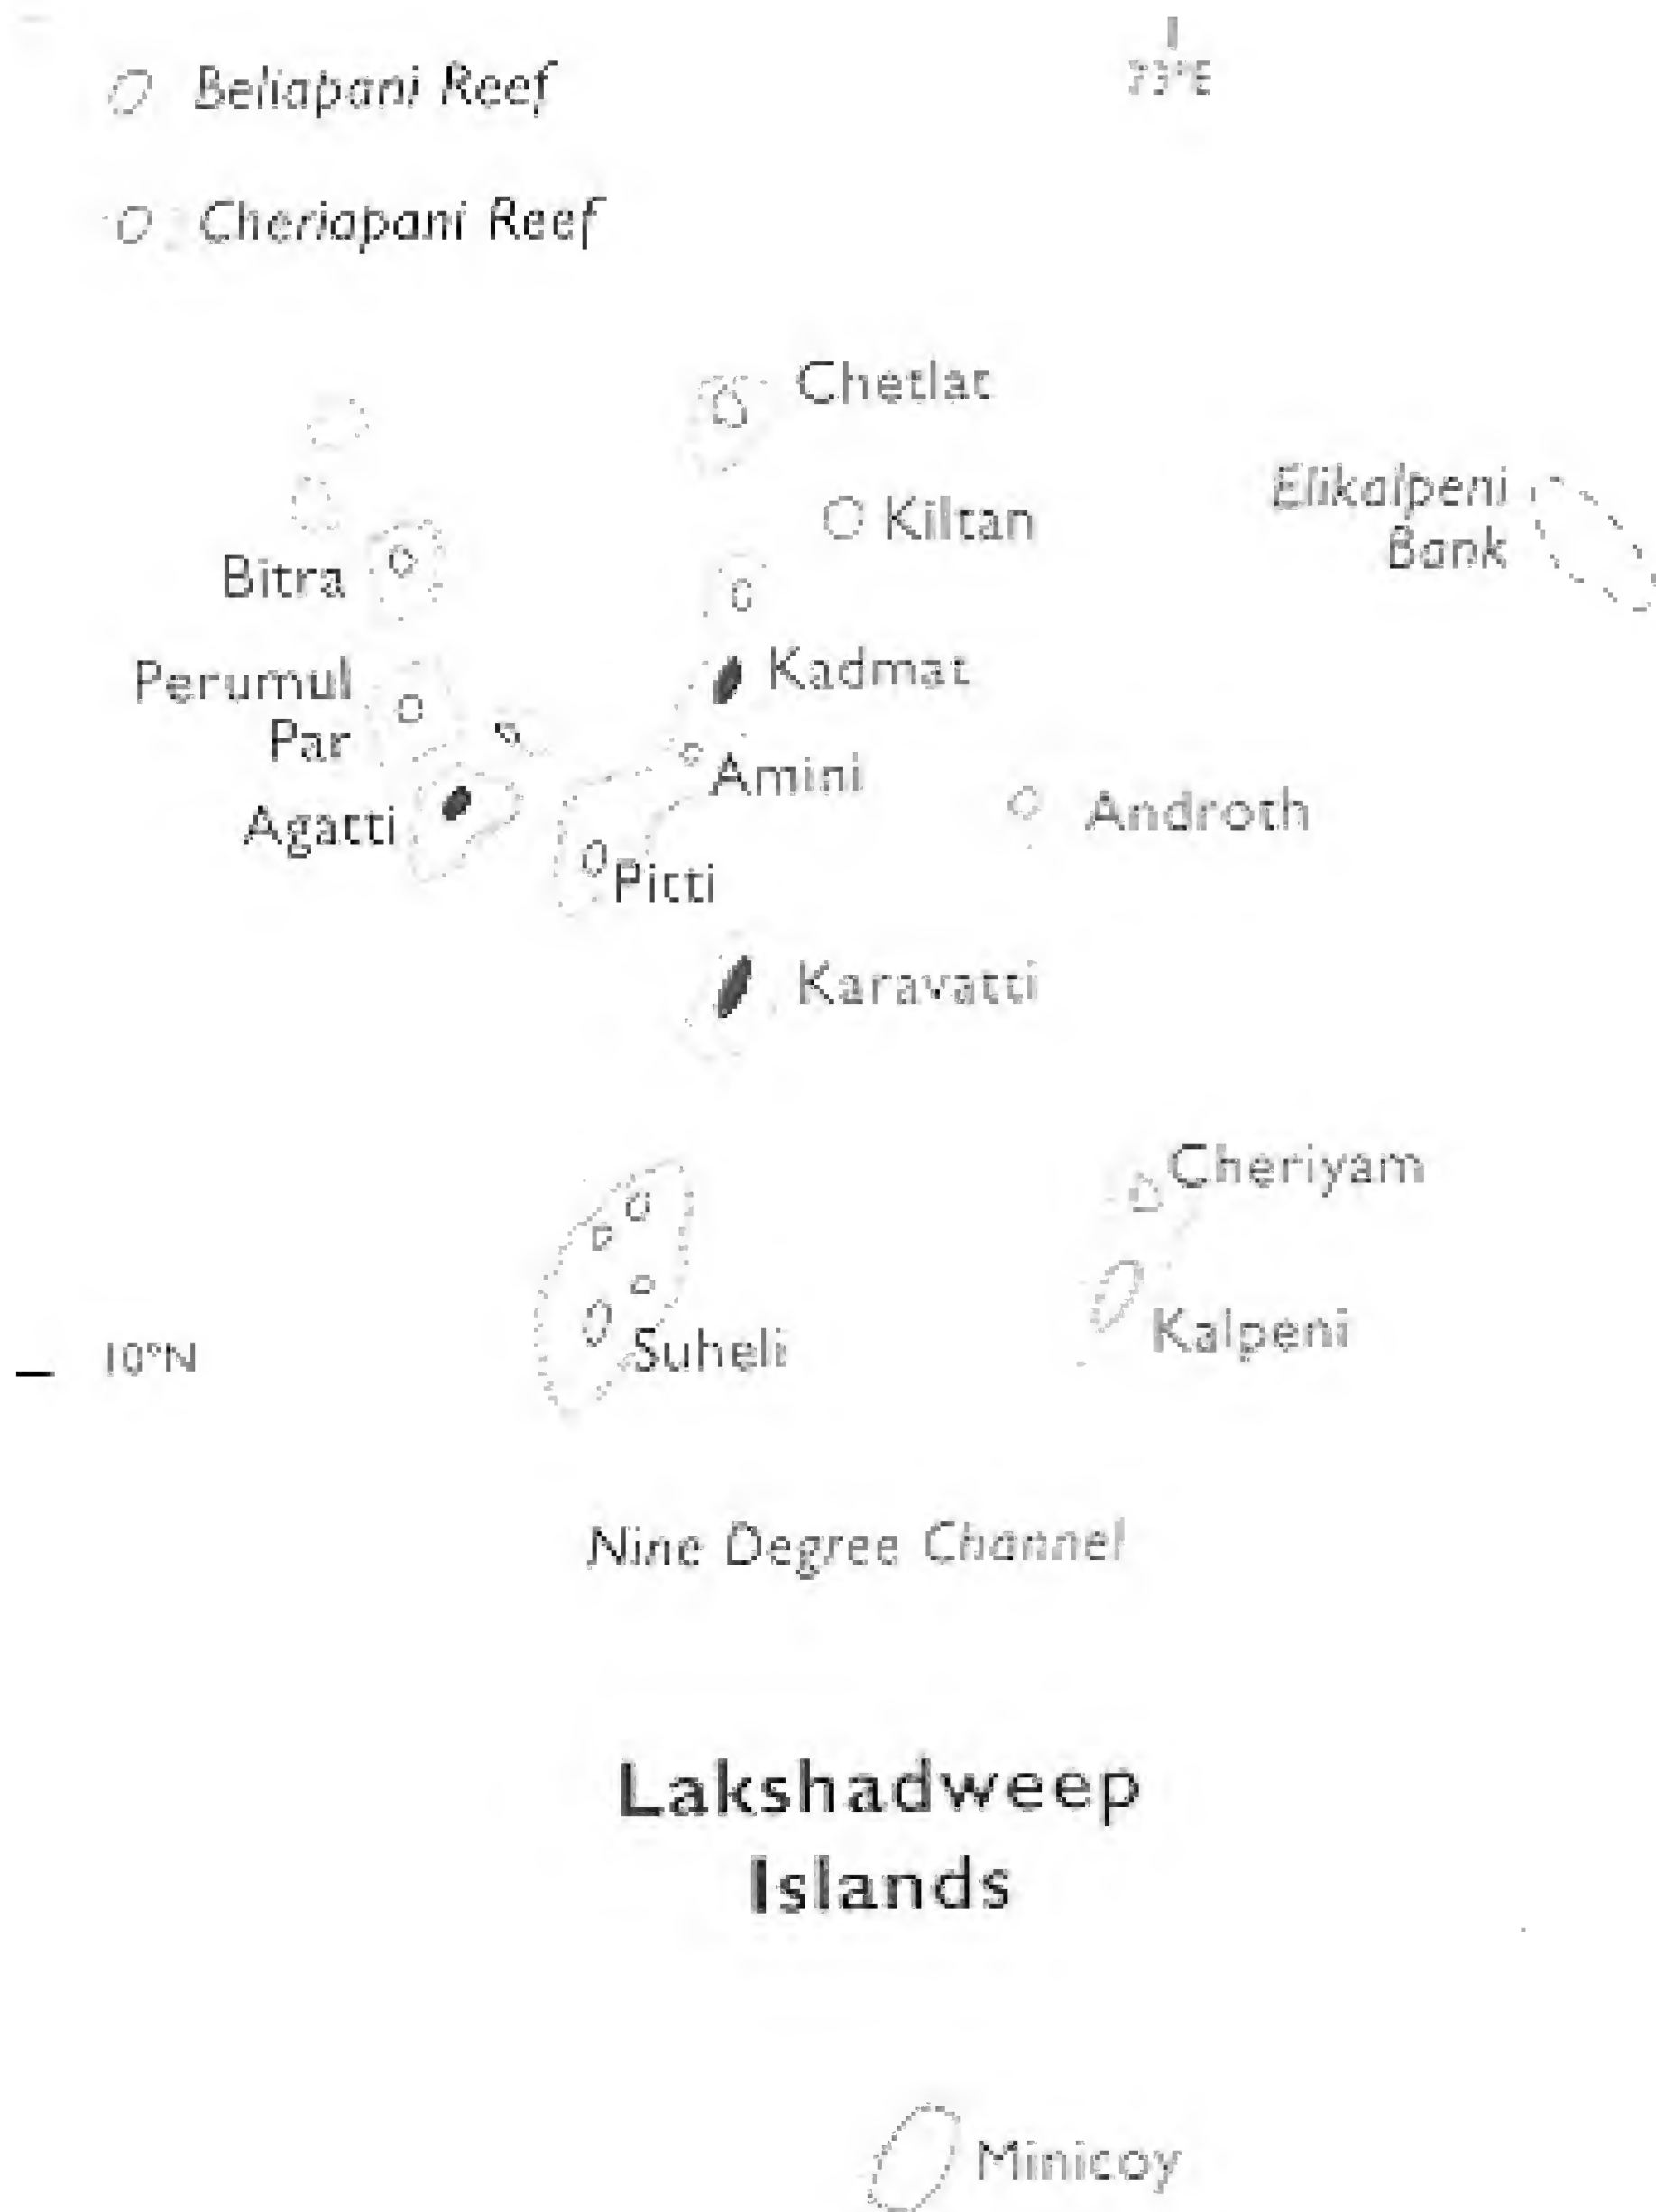 73°E
Beliapani Reef
Cheriapani Reef
Chetlat
Kiltan
Elikalpeni
Bank
Bitra
Perumul
Par
Kadmat
Amini
Agatti
Androth
Pitti
Karavatti
Cheriyam
Kalpeni
Suheli
10°N
Nine Degree Channel
Lakshadweep
Islands
Minicoy